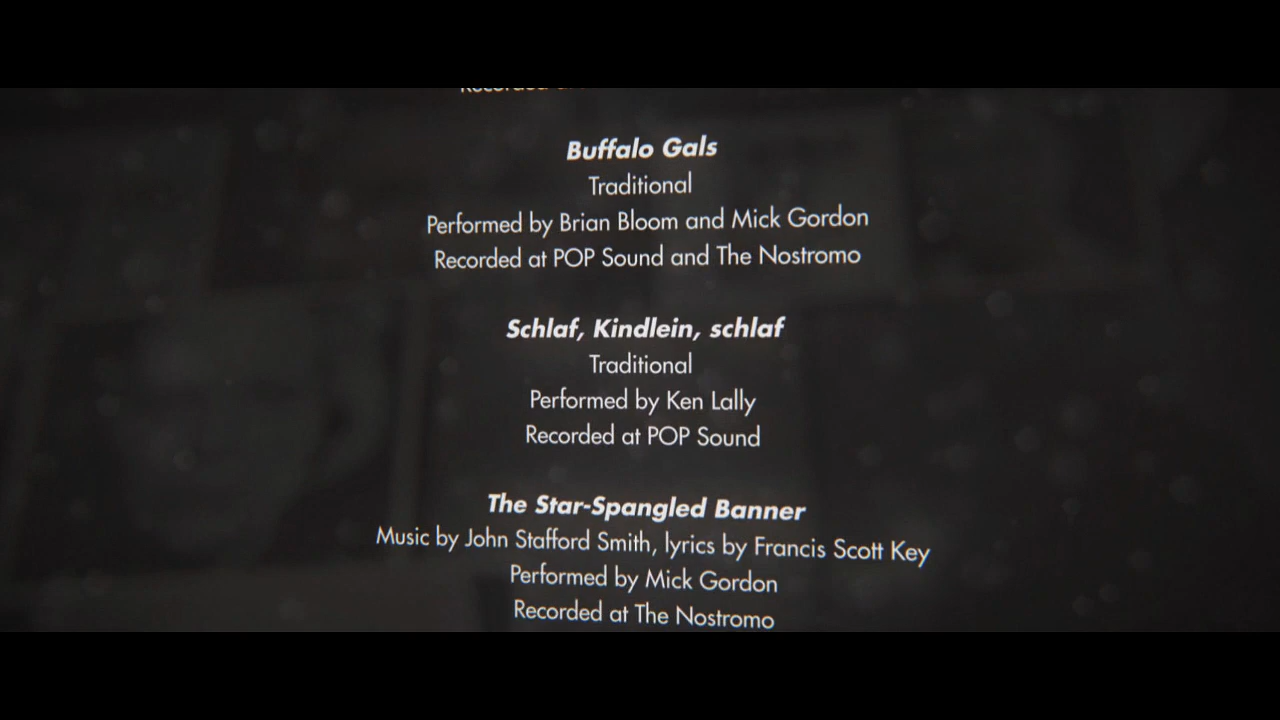 Buffalo Gals
Traditional
Performed by Brian Bloom and Mick Gordon
Recorded at POP Sound and The Nostromo
Schlaf, Kindlein, schlaf
Traditional
Performed by Ken Lally
Recorded at POP Sound
The Star-Spangled Banner
Music by John Stafford Smith, lyrics by Francis Scott Key
Performed by Mick Gordon
Recorded at The Nostromo